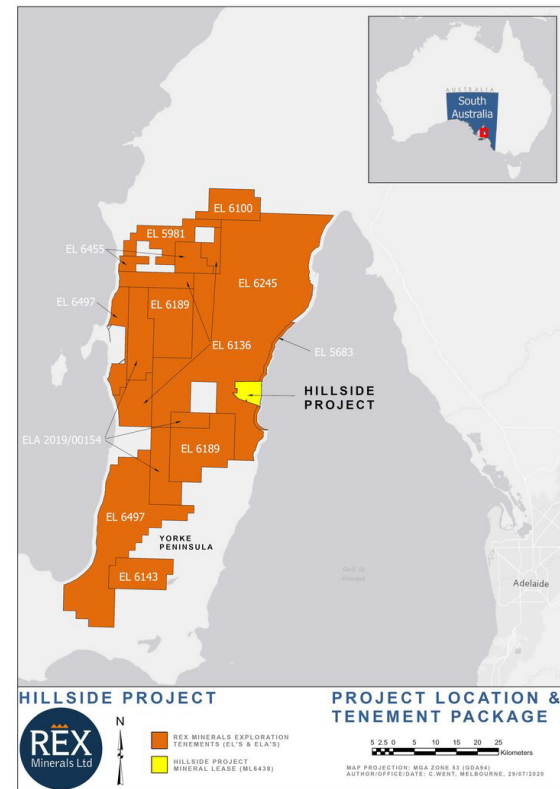 AUSTRALIA
South
Australia
EL 6100
EL 5981
EL 6455
EL 6245
EL 6497
EL 6189
EL 6136
EL 5683
HILLSIDE
PROJECT
ELA 2019/00154
EL 6189
EL 6497
YORKE
PENINSULA
EL 6143
Gulf St
Vincent
Adelaide
HILLSIDE PROJECT
PROJECT LOCATION &
TENEMENT PACKAGE
REX
Minerals Ltd
N
REX MINERALS EXPLORATION
TENEMENTS (EL'S & ELA'S)
HILLSIDE PROJECT
MINERAL LEASE (ML6438)
5 2.5 0 5 10 15 20 25
Kilometers
MAP PROJECTION: MGA ZONE 53 (GDA94)
AUTHOR/OFFICE/DATE: C.WENT, MELBOURNE, 29/07/2020